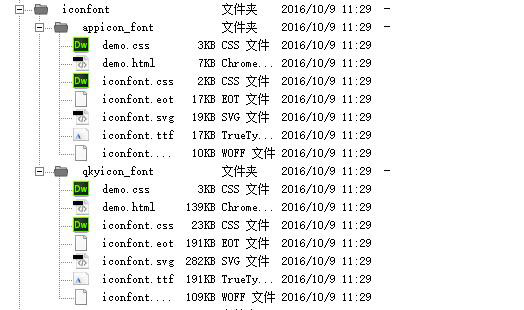 iconfont 文件夹 2016/10/9 11:29 -
appicon_font 文件夹 2016/10/9 11:29 -
demo.css 3KB CSS 文件 2016/10/9 11:29
demo.html 7KB Chrome... 2016/10/9 11:29
iconfont.css 2KB CSS 文件 2016/10/9 11:29
iconfont.eot 17KB EOT 文件 2016/10/9 11:29
iconfont.svg 19KB SVG 文件 2016/10/9 11:29
iconfont.ttf 17KB TrueTy... 2016/10/9 11:29
iconfont.... 10KB WOFF 文件 2016/10/9 11:29
qkyicon_font 文件夹 2016/10/9 11:29 -
demo.css 3KB CSS 文件 2016/10/9 11:29
demo.html 139KB Chrome... 2016/10/9 11:29
iconfont.css 23KB CSS 文件 2016/10/9 11:29
iconfont.eot 191KB EOT 文件 2016/10/9 11:29
iconfont.svg 282KB SVG 文件 2016/10/9 11:29
iconfont.ttf 191KB TrueTy... 2016/10/9 11:29
iconfont.... 109KB WOFF 文件 2016/10/9 11:29